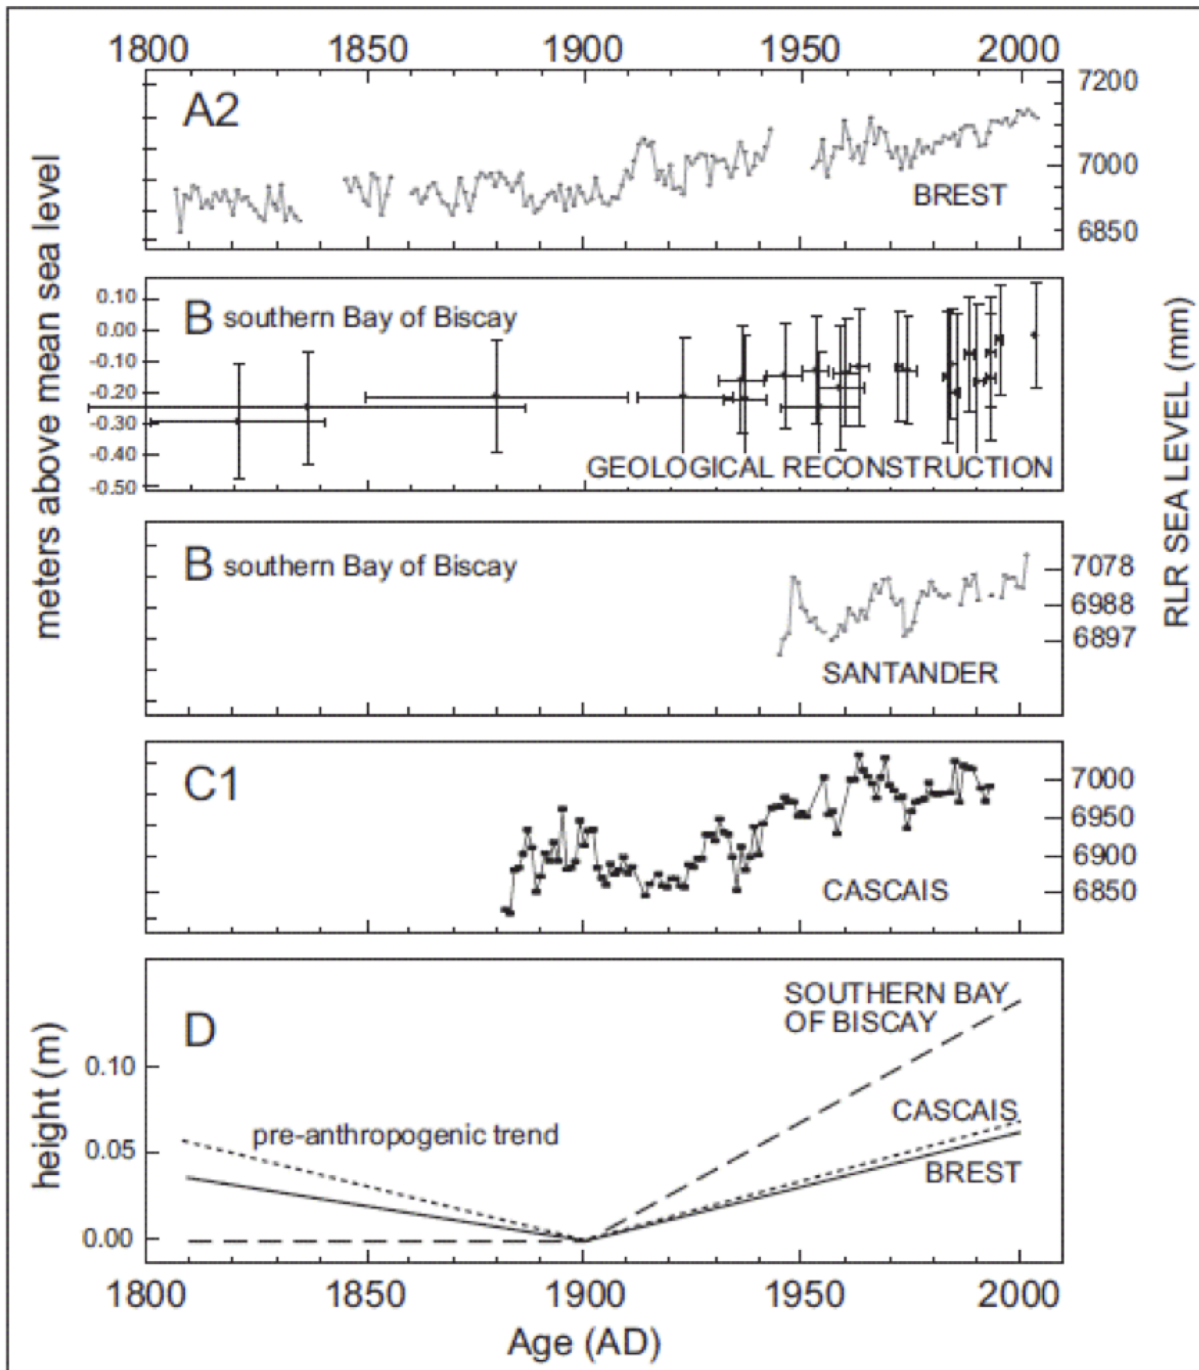 1800 1850 1900 1950 2000
A2
7200
7000
6850
BREST
meters above mean sea level
RLR SEA LEVEL (mm)
B southern Bay of Biscay
0.10
0.00
-0.10
-0.20
-0.30
-0.40
-0.50
GEOLOGICAL RECONSTRUCTION
B southern Bay of Biscay
7078
6988
6897
SANTANDER
C1
7000
6950
6900
6850
CASCAIS
D
height (m)
0.10
0.05
0.00
SOUTHERN BAY
OF BISCAY
CASCAIS
pre-anthropogenic trend
BREST
1800 1850 1900 1950 2000
Age (AD)